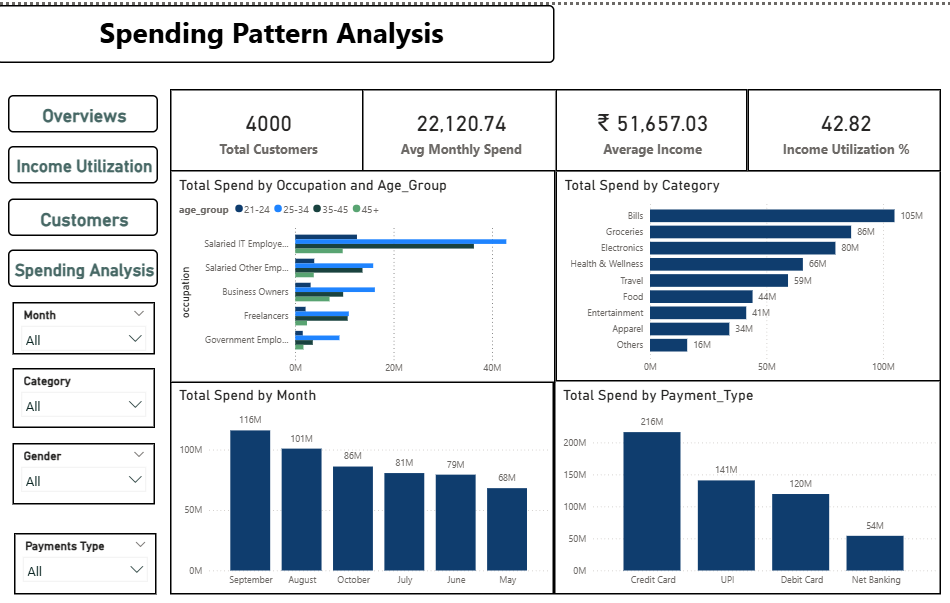 Spending Pattern Analysis
Overviews
Income Utilization
Customers
Spending Analysis
Month
All
Category
All
Gender
All
Payments Type
All
4000
Total Customers
22,120.74
Avg Monthly Spend
₹ 51,657.03
Average Income
42.82
Income Utilization %
Total Spend by Occupation and Age_Group
age_group 21-24 25-34 35-45 45+
occupation
Salaried IT Employe...
Salaried Other Emp...
Business Owners
Freelancers
Government Emplo...
0M 20M 40M
Total Spend by Category
Bills 105M
Groceries 86M
Electronics 80M
Health & Wellness 66M
Travel 59M
Food 44M
Entertainment 41M
Apparel 34M
Others 16M
0M 50M 100M
Total Spend by Month
100M
50M
0M
116M 101M 86M 81M 79M 68M
September August October July June May
Total Spend by Payment_Type
200M
150M
100M
50M
0M
216M 141M 120M 54M
Credit Card UPI Debit Card Net Banking